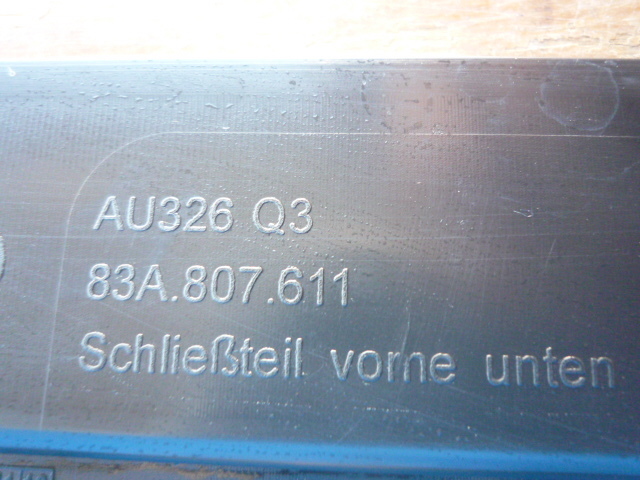 AU326 Q3
83A.807.611
Schließteil vorne unten